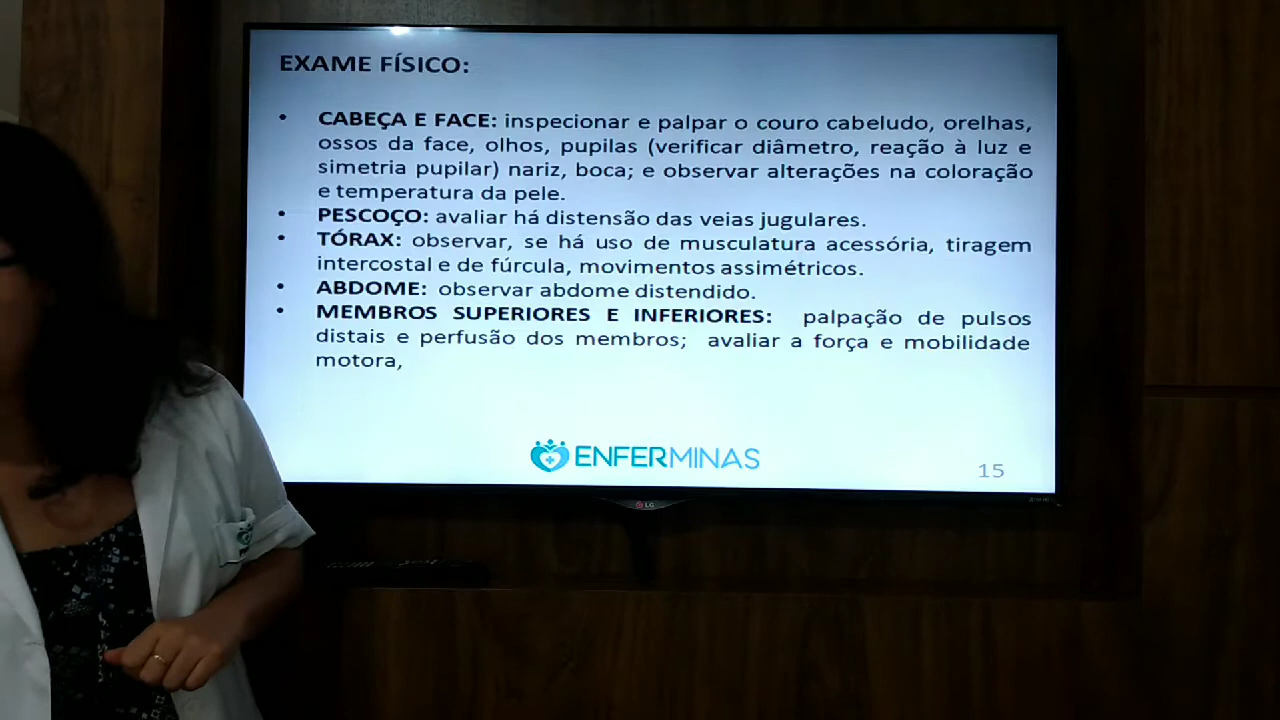 EXAME FÍSICO:
• CABEÇA E FACE: inspecionar e palpar o couro cabeludo, orelhas,
ossos da face, olhos, pupilas (verificar diâmetro, reação à luz e
simetria pupilar) nariz, boca; e observar alterações na coloração
e temperatura da pele.
• PESCOÇO: avaliar há distensão das veias jugulares.
• TÓRAX: observar, se há uso de musculatura acessória, tiragem
intercostal e de fúrcula, movimentos assimétricos.
• ABDOME: observar abdome distendido.
• MEMBROS SUPERIORES E INFERIORES: palpação de pulsos
distais e perfusão dos membros; avaliar a força e mobilidade
motora,
ENFERMINAS
15
LG